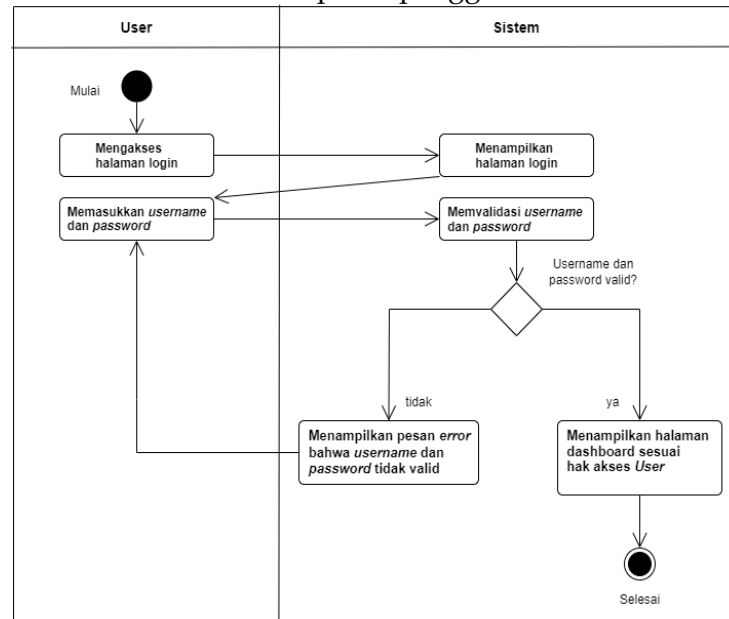 User
Sistem
Mulai
Mengakses
halaman login
Menampilkan
halaman login
Memasukkan username
dan password
Memvalidasi username
dan password
Username dan
password valid?
tidak
ya
Menampilkan pesan error
bahwa username dan
password tidak valid
Menampilkan halaman
dashboard sesuai
hak akses User
Selesai